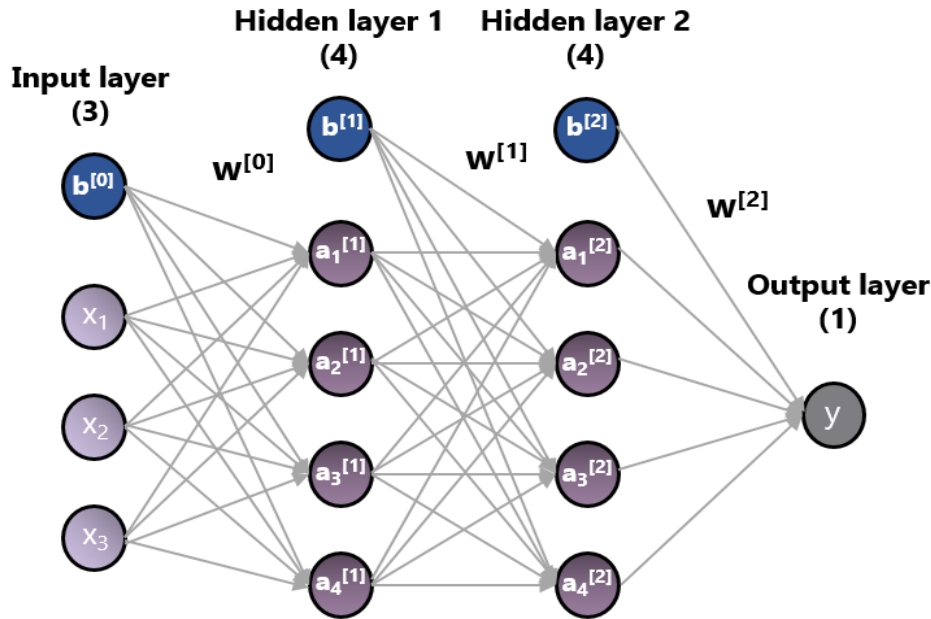 Hidden layer 1
(4)
Hidden layer 2
(4)
Input layer
(3)
b[1]
b[2]
W[0]
W[1]
b[0]
W[2]
a1[1]
a1[2]
Output layer
(1)
x1
a2[1]
a2[2]
y
x2
a3[1]
a3[2]
x3
a4[1]
a4[2]